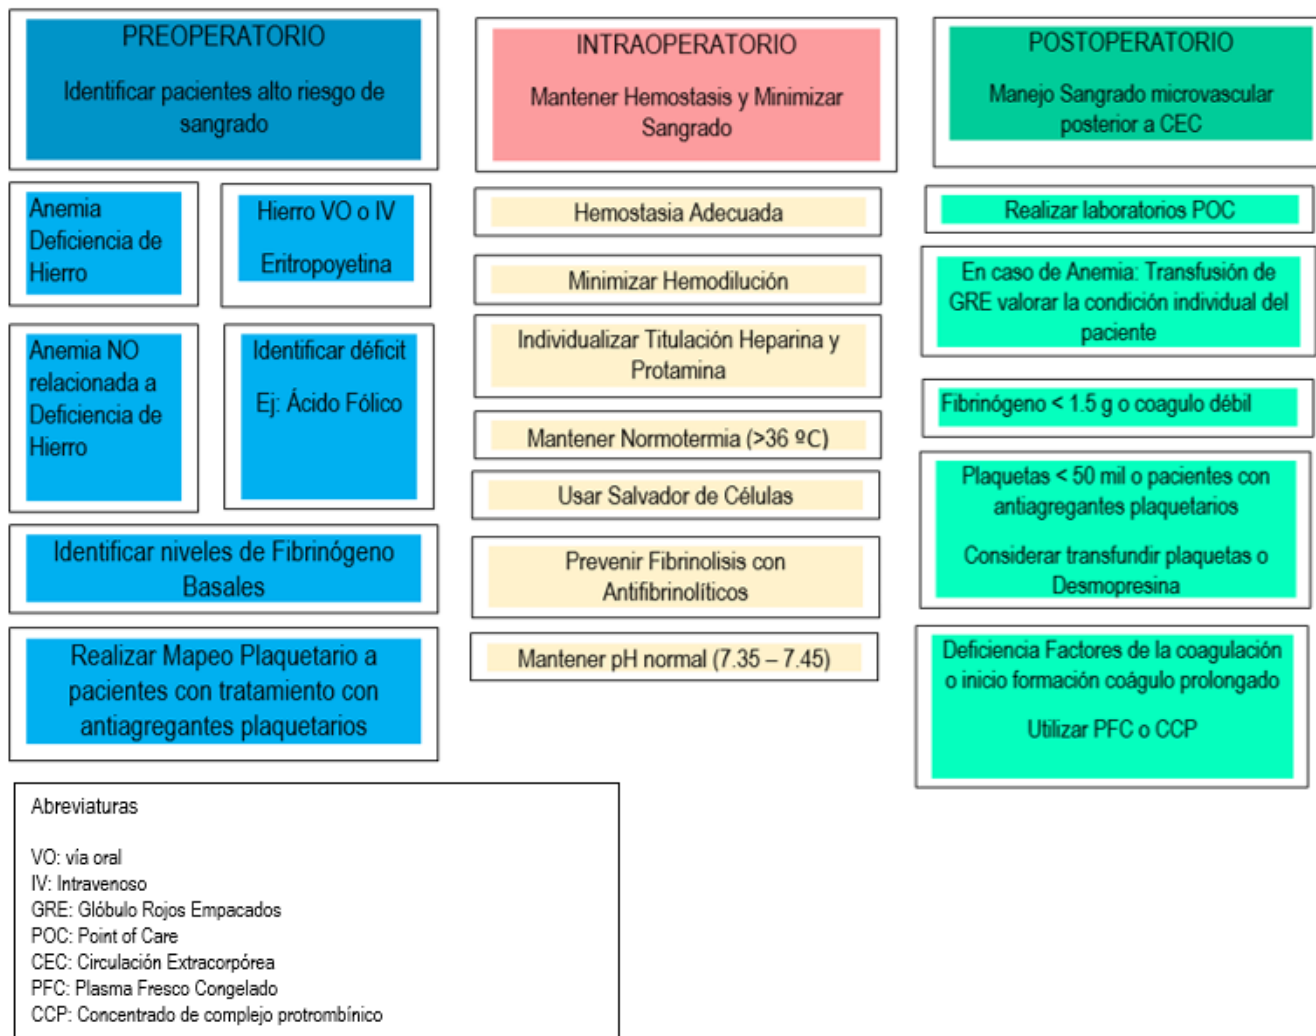 PREOPERATORIO
Identificar pacientes alto riesgo de
sangrado
Anemia
Deficiencia de
Hierro
Hierro VO o IV
Eritropoyetina
Anemia NO
relacionada a
Deficiencia de
Hierro
Identificar déficit
Ej: Ácido Fólico
Identificar niveles de Fibrinógeno
Basales
Realizar Mapeo Plaquetario a
pacientes con tratamiento con
antiagregantes plaquetarios
INTRAOPERATORIO
Mantener Hemostasis y Minimizar
Sangrado
Hemostasia Adecuada
Minimizar Hemodilución
Individualizar Titulación Heparina y
Protamina
Mantener Normotermia (>36 ºC)
Usar Salvador de Células
Prevenir Fibrinolisis con
Antifibrinolíticos
Mantener pH normal (7.35 – 7.45)
POSTOPERATORIO
Manejo Sangrado microvascular
posterior a CEC
Realizar laboratorios POC
En caso de Anemia: Transfusión de
GRE valorar la condición individual del
paciente
Fibrinógeno < 1.5 g o coagulo débil
Plaquetas < 50 mil o pacientes con
antiagregantes plaquetarios
Considerar transfundir plaquetas o
Desmopresina
Deficiencia Factores de la coagulación
o inicio formación coágulo prolongado
Utilizar PFC o CCP
Abreviaturas
VO: vía oral
IV: Intravenoso
GRE: Glóbulo Rojos Empacados
POC: Point of Care
CEC: Circulación Extracorpórea
PFC: Plasma Fresco Congelado
CCP: Concentrado de complejo protrombínico